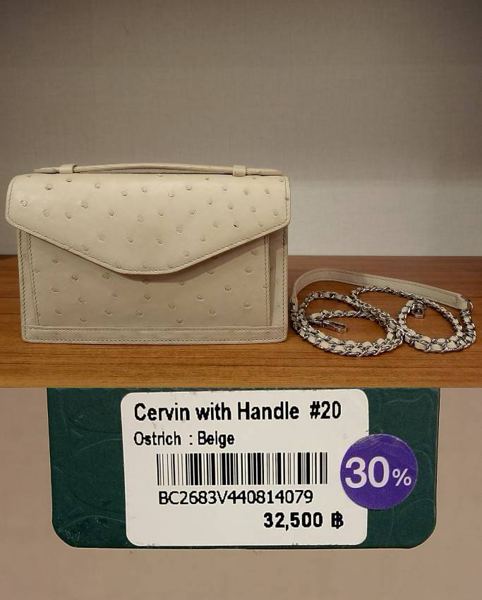 Cervin with Handle #20
Ostrich : Beige
30%
BC2683V440814079
32,500 ฿